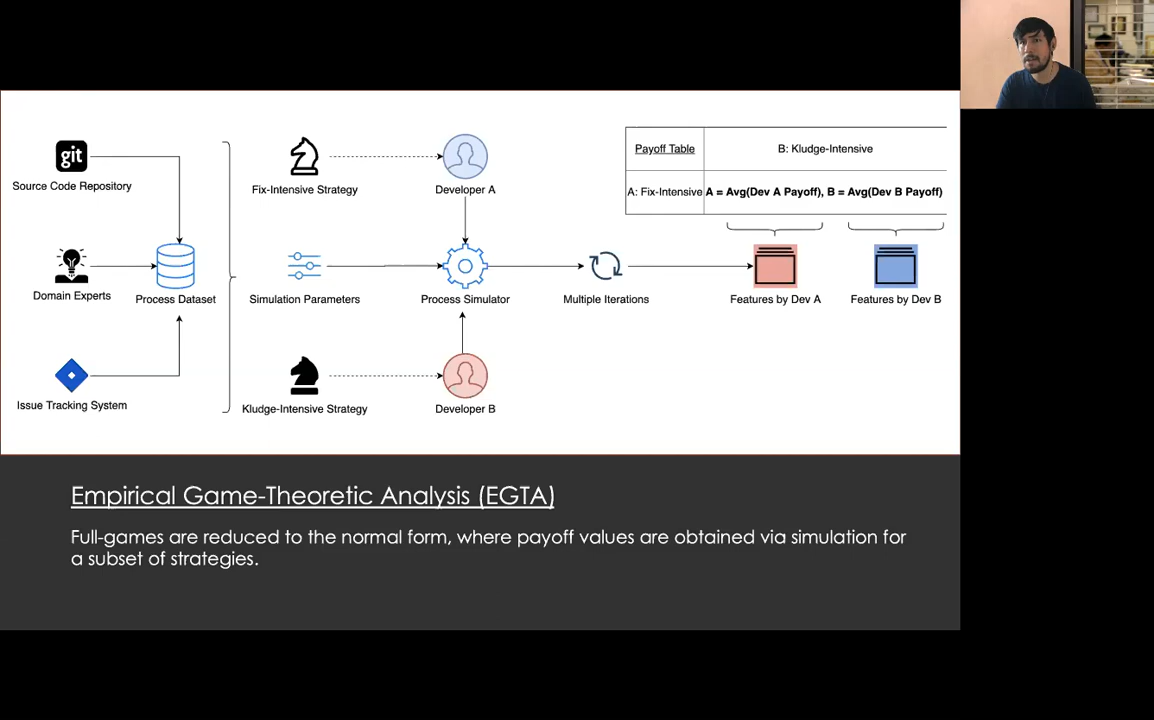 git
Source Code Repository
Domain Experts
Process Dataset
Issue Tracking System
Fix-Intensive Strategy
Developer A
Simulation Parameters
Process Simulator
Multiple Iterations
Kludge-Intensive Strategy
Developer B
Payoff Table
B: Kludge-Intensive
A: Fix-Intensive
A = Avg(Dev A Payoff), B = Avg(Dev B Payoff)
Features by Dev A
Features by Dev B
Empirical Game-Theoretic Analysis (EGTA)
Full-games are reduced to the normal form, where payoff values are obtained via simulation for
a subset of strategies.